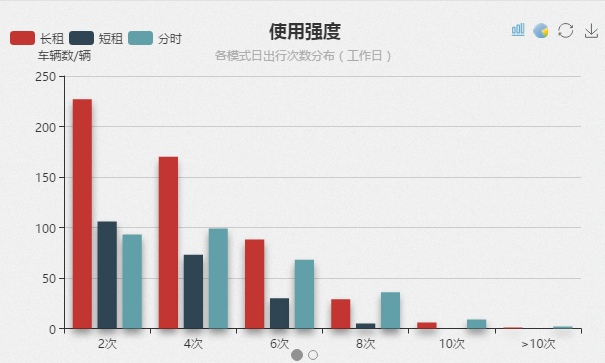 使用强度
各模式日出行次数分布（工作日）
长租 短租 分时
车辆数/辆
250
200
150
100
50
0
2次 4次 6次 8次 10次 >10次